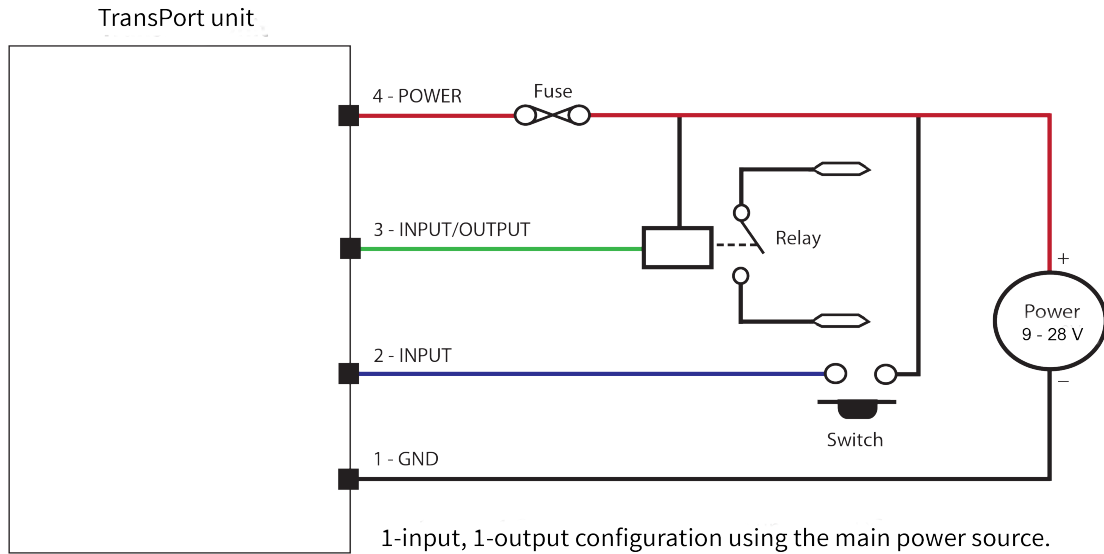 TransPort unit
4 - POWER
Fuse
3 - INPUT/OUTPUT
Relay
+
Power
9 - 28 V
−
2 - INPUT
Switch
1 - GND
1-input, 1-output configuration using the main power source.